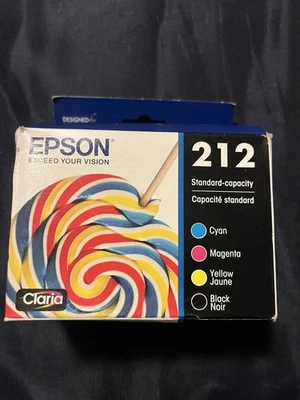 DESIGNED for
EPSON®
EXCEED YOUR VISION
212
Standard-capacity
Capacité standard
Cyan
Magenta
Yellow
Jaune
Black
Noir
Claria